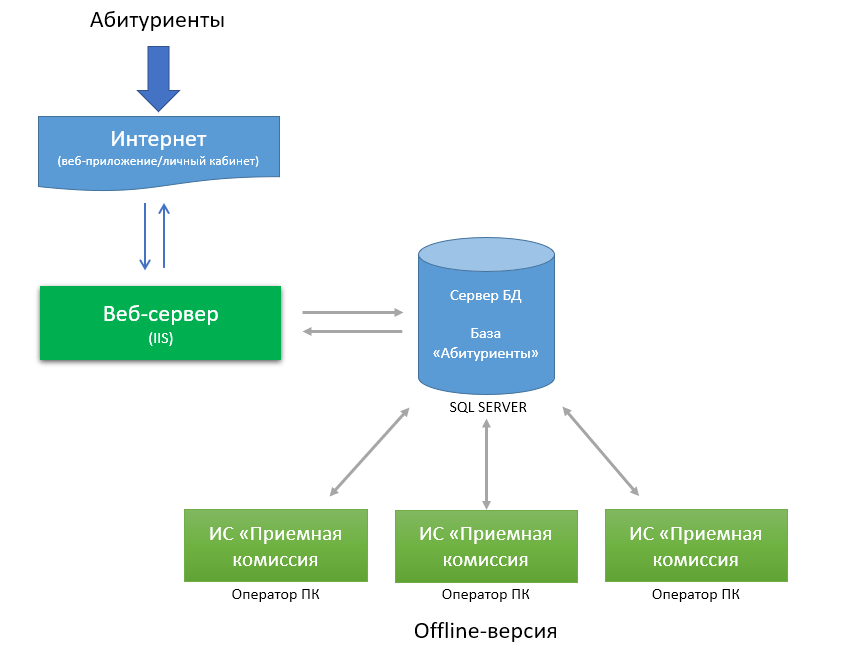 Абитуриенты
Интернет
(веб-приложение/личный кабинет)
Веб-сервер
(IIS)
Сервер БД
База
«Абитуриенты»
SQL SERVER
ИС «Приемная
комиссия
Оператор ПК
ИС «Приемная
комиссия
Оператор ПК
ИС «Приемная
комиссия
Оператор ПК
Offline-версия